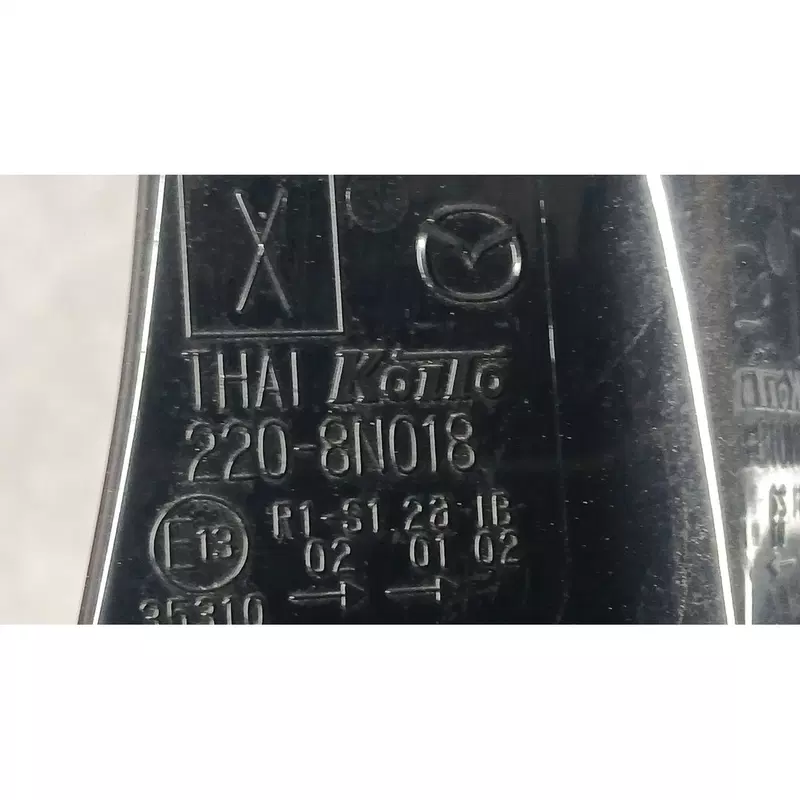 X
THAI KOITO
220-8N018
E13 R1-S1.2a-IB
02 01 02
35310